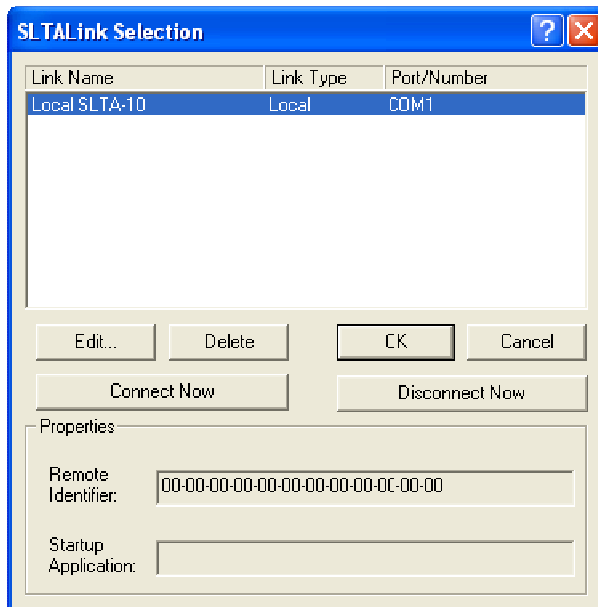 SLTALink Selection
Link Name Link Type Port/Number
Local SLTA-10 Local COM1
Edit... Delete OK Cancel
Connect Now Disconnect Now
Properties
Remote Identifier:
00-00-00-00-00-00-00-00-00-00-00-00
Startup Application: